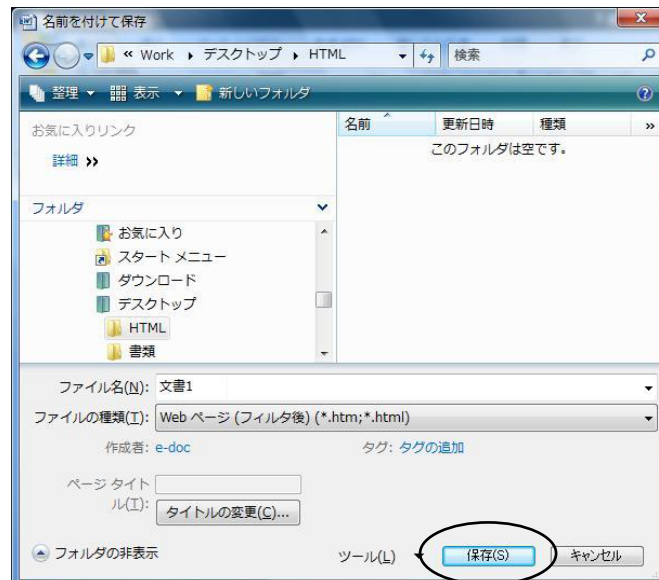 名前を付けて保存
« Work ▸ デスクトップ ▸ HTML
検索
整理 表示 新しいフォルダ
お気に入りリンク
詳細 »
名前 更新日時 種類 »
このフォルダは空です。
フォルダ
お気に入り
スタート メニュー
ダウンロード
デスクトップ
HTML
書類
ファイル名(N): 文書1
ファイルの種類(T): Web ページ (フィルタ後) (*.htm;*.html)
作成者: e-doc タグ: タグの追加
ページ タイト
ル(T):
タイトルの変更(C)...
フォルダの非表示
ツール(L) 保存(S) キャンセル